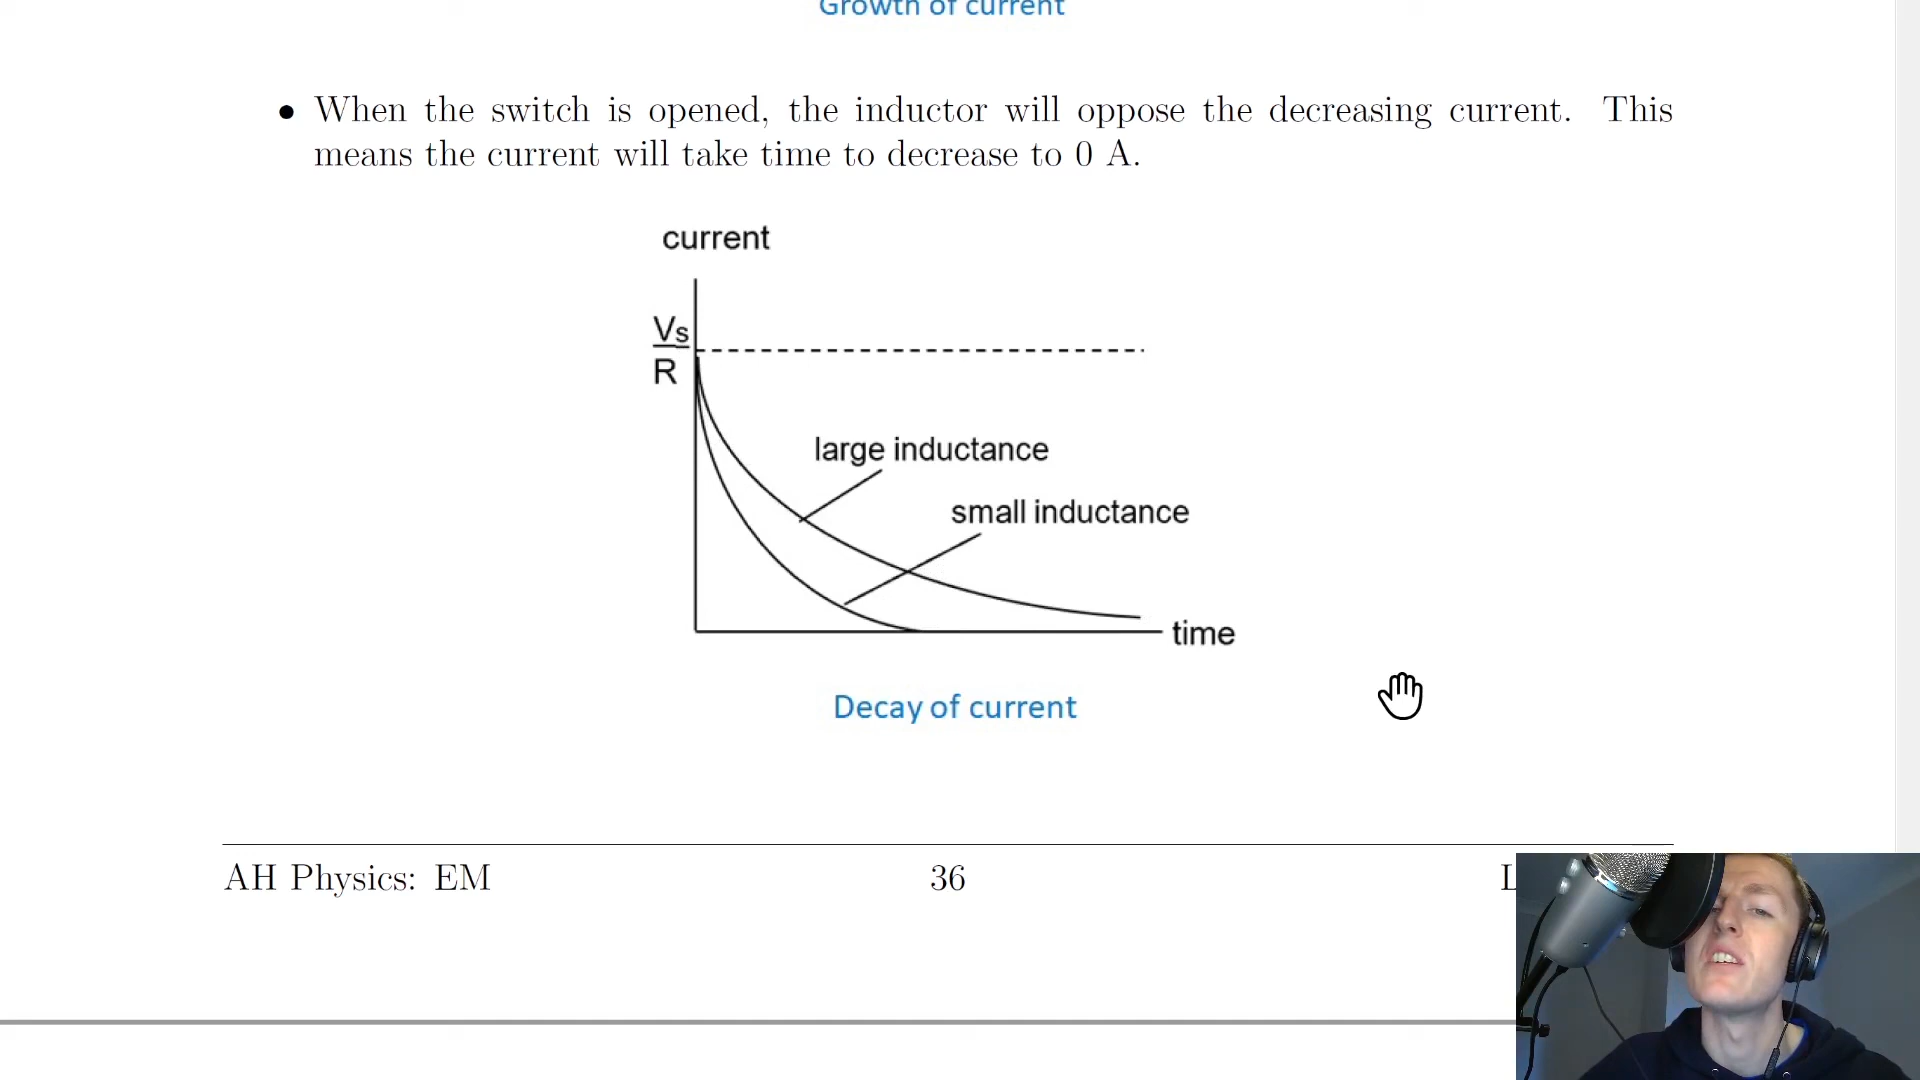 Growth of current
• When the switch is opened, the inductor will oppose the decreasing current. This
means the current will take time to decrease to 0 A.
current
Vs
R
large inductance
small inductance
time
Decay of current
AH Physics: EM
36